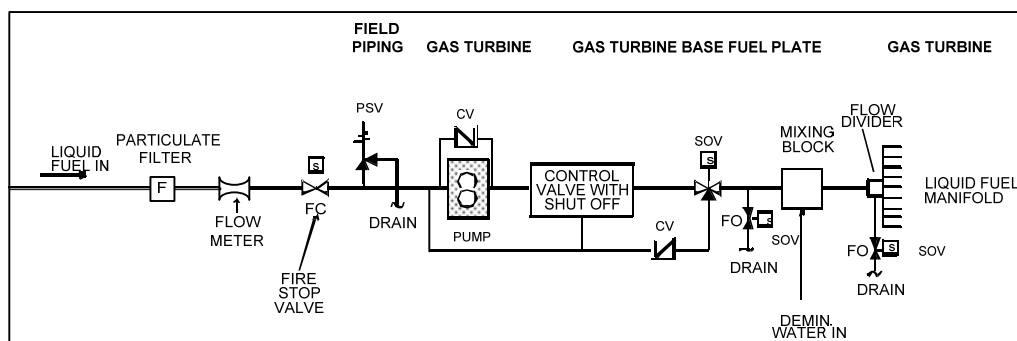 FIELD
PIPING
GAS TURBINE
GAS TURBINE BASE FUEL PLATE
GAS TURBINE
PSV
CV
SOV
FLOW
DIVIDER
MIXING
BLOCK
PARTICULATE
FILTER
LIQUID
FUEL IN
S
S
F
CONTROL
VALVE WITH
SHUT OFF
LIQUID FUEL
MANIFOLD
FC
DRAIN
FLOW
METER
PUMP
CV
FO
S
SOV
DRAIN
FO
S
SOV
DRAIN
FIRE
STOP
VALVE
DEMIN.
WATER IN